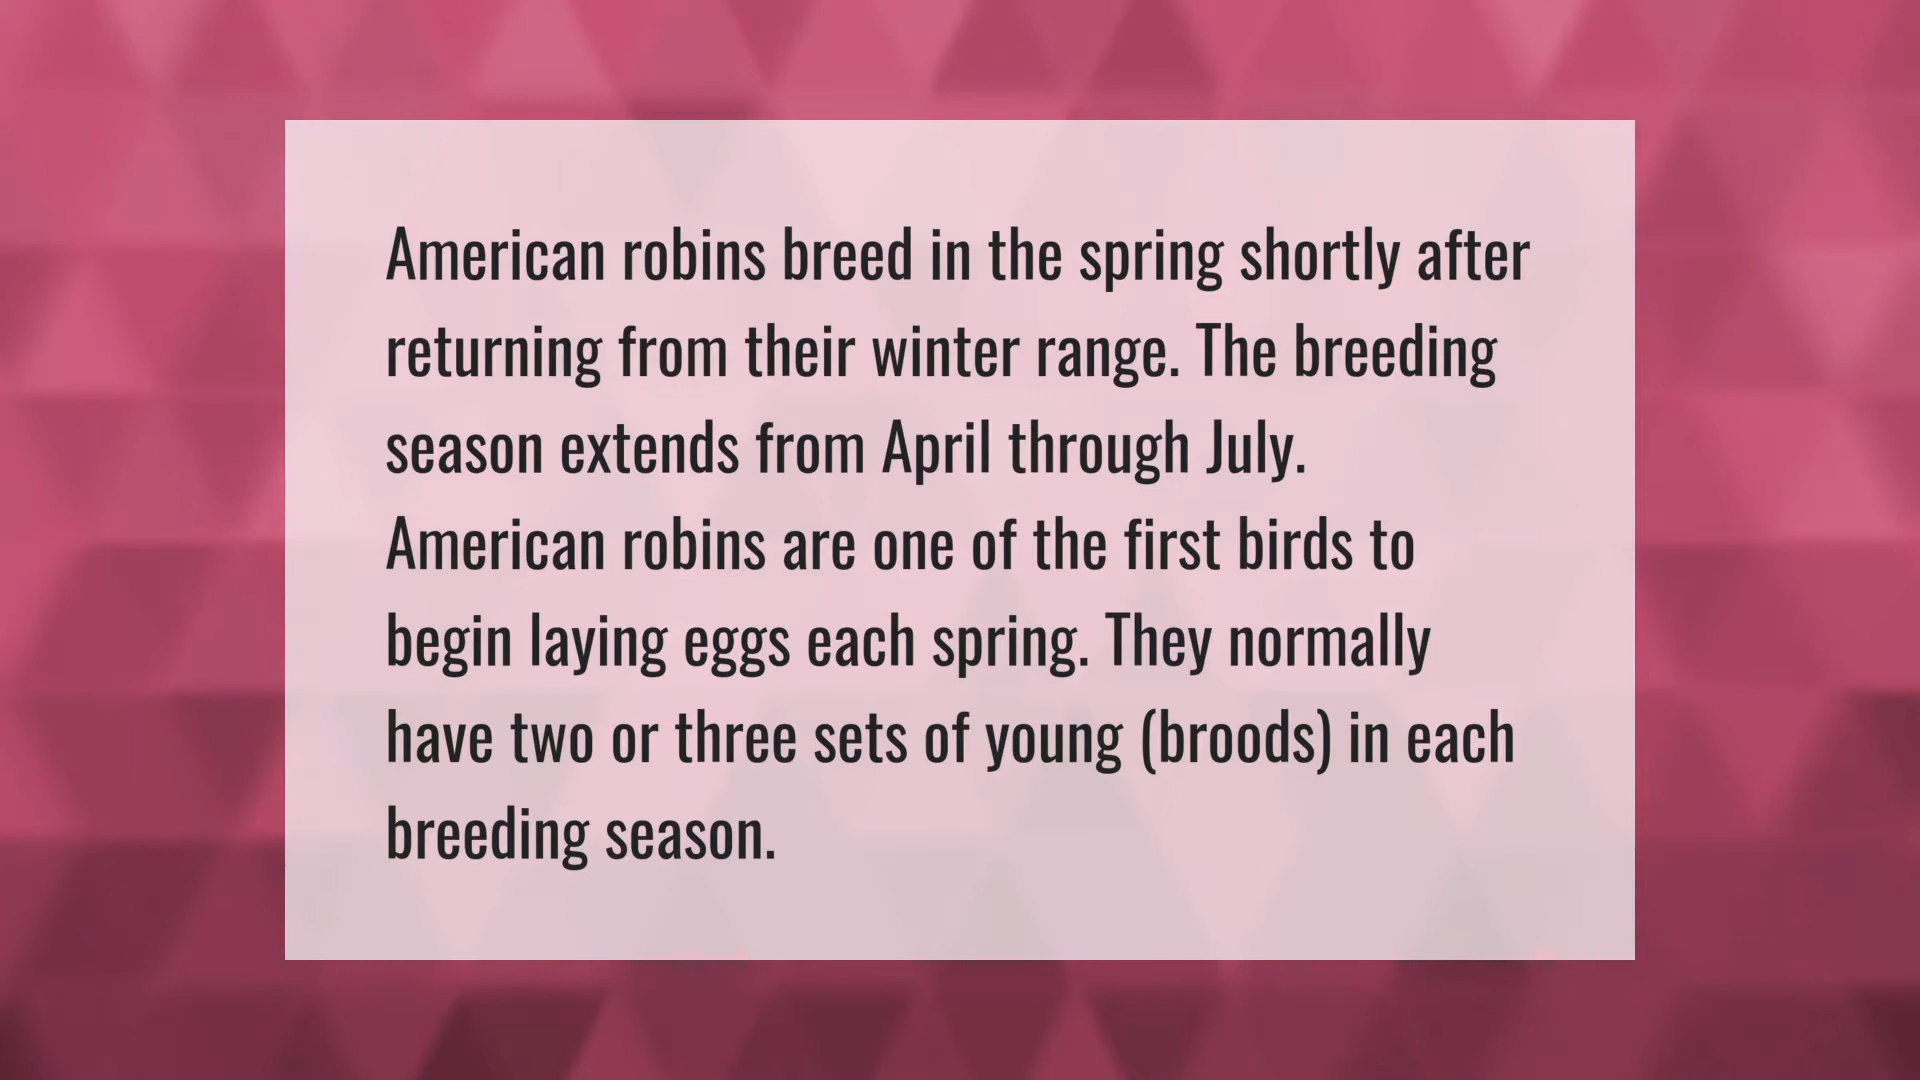 American robins breed in the spring shortly after
returning from their winter range. The breeding
season extends from April through July.
American robins are one of the first birds to
begin laying eggs each spring. They normally
have two or three sets of young (broods) in each
breeding season.